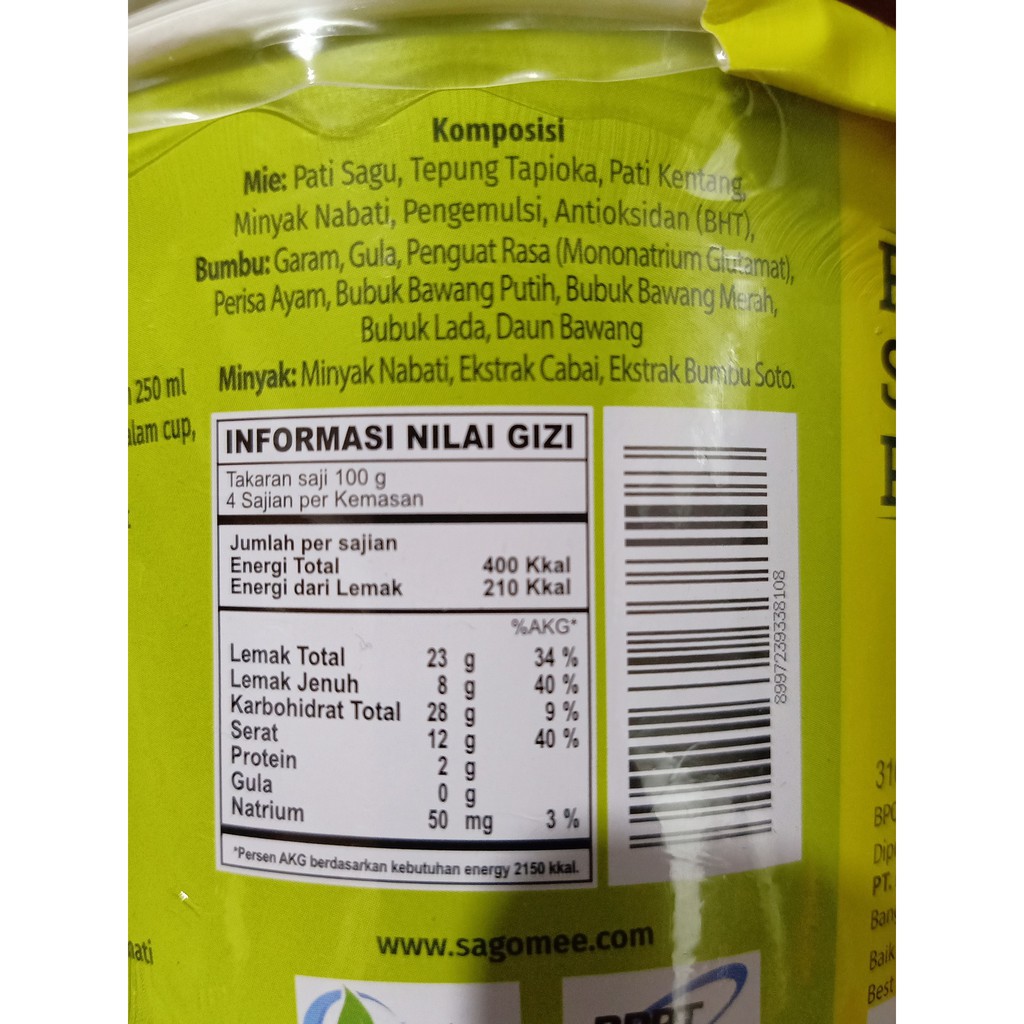 Komposisi
Mie: Pati Sagu, Tepung Tapioka, Pati Kentang,
Minyak Nabati, Pengemulsi, Antioksidan (BHT),
Bumbu: Garam, Gula, Penguat Rasa (Mononatrium Glutamat),
Perisa Ayam, Bubuk Bawang Putih, Bubuk Bawang Merah,
Bubuk Lada, Daun Bawang
Minyak: Minyak Nabati, Ekstrak Cabai, Ekstrak Bumbu Soto.
250 ml
cup,
INFORMASI NILAI GIZI
Takaran saji 100 g
4 Sajian per Kemasan
Jumlah per sajian
Energi Total 400 Kkal
Energi dari Lemak 210 Kkal
%AKG*
Lemak Total 23 g 34 %
Lemak Jenuh 8 g 40 %
Karbohidrat Total 28 g 9 %
Serat 12 g 40 %
Protein 2 g
Gula 0 g
Natrium 50 mg 3 %
*Persen AKG berdasarkan kebutuhan energy 2150 kkal.
8997239338108
www.sagomee.com
PT.
Baik
Best